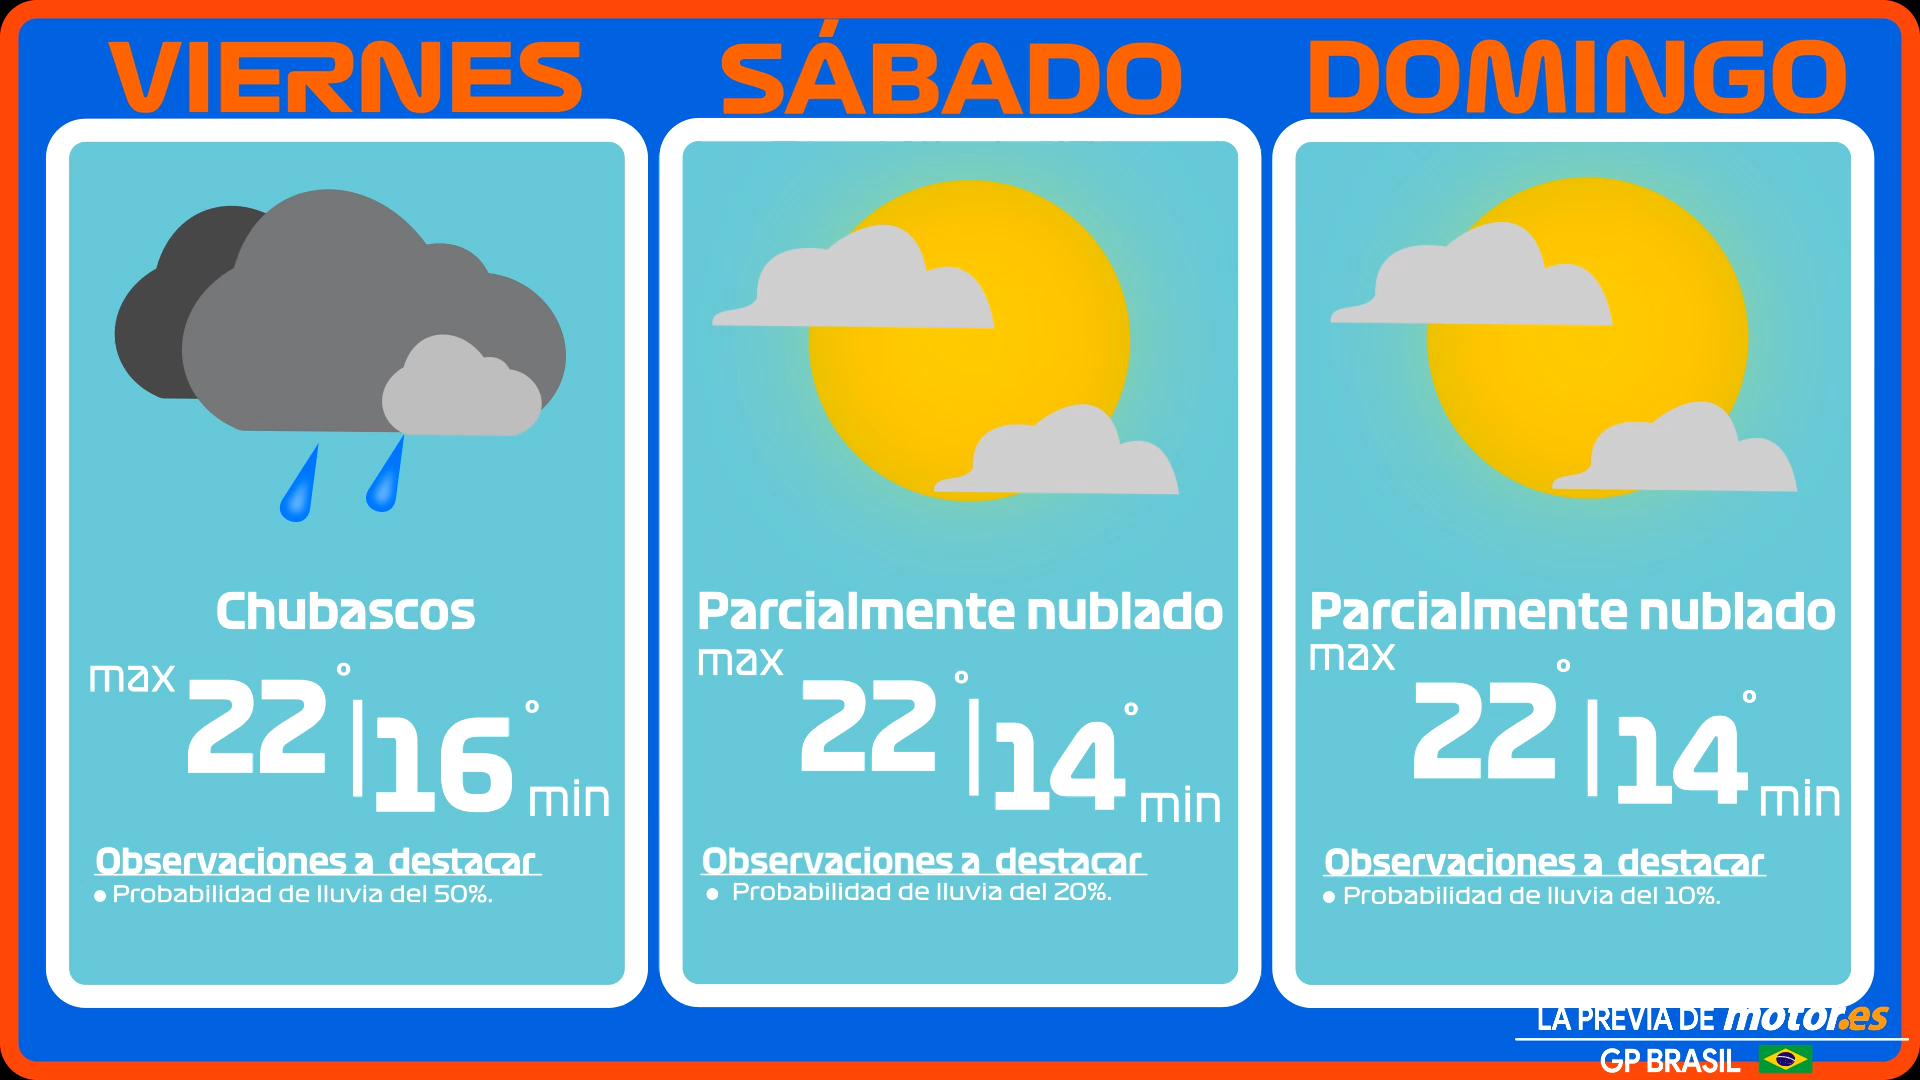 VIERNES
Chubascos
max 22° | 16° min
Observaciones a destacar
● Probabilidad de lluvia del 50%.
SÁBADO
Parcialmente nublado
max 22° | 14° min
Observaciones a destacar
● Probabilidad de lluvia del 20%.
DOMINGO
Parcialmente nublado
max 22° | 14° min
Observaciones a destacar
● Probabilidad de lluvia del 10%.
LA PREVIA DE motor.es
GP BRASIL